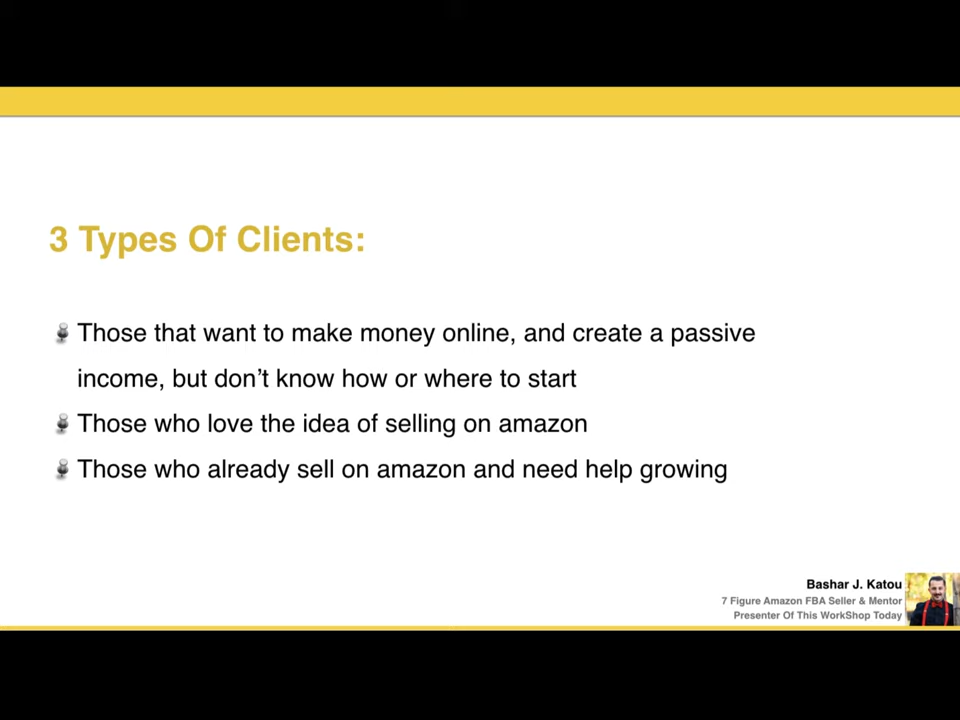 3 Types Of Clients:
Those that want to make money online, and create a passive
income, but don’t know how or where to start
Those who love the idea of selling on amazon
Those who already sell on amazon and need help growing
Bashar J. Katou
7 Figure Amazon FBA Seller & Mentor
Presenter Of This WorkShop Today